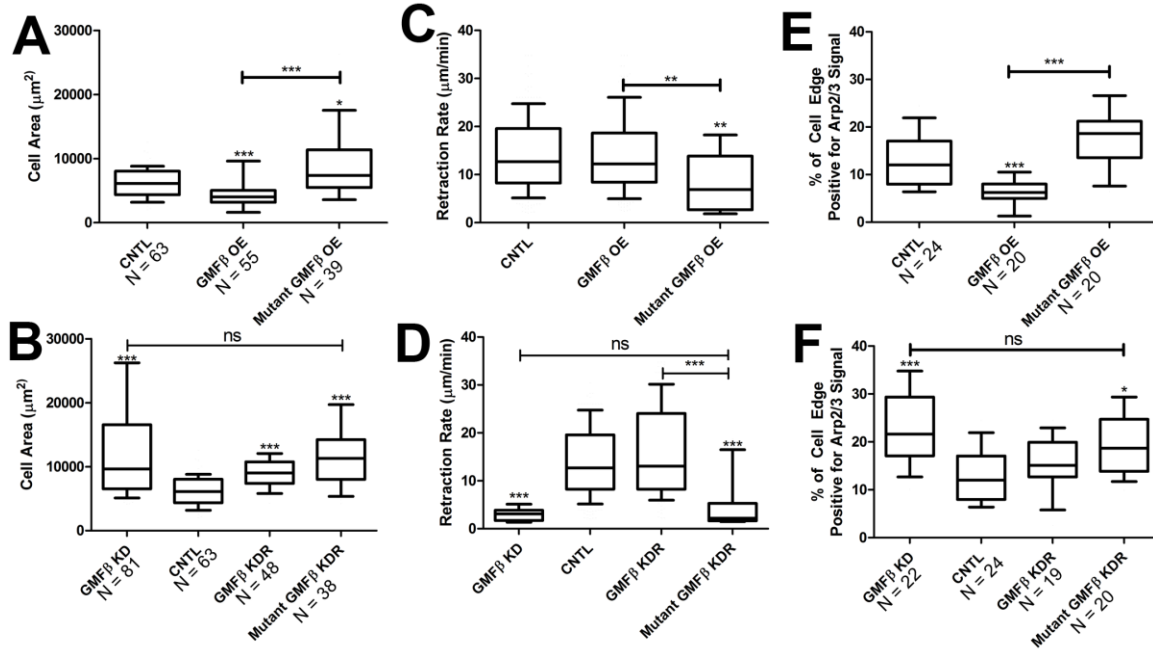 A
Cell Area (μm²)
30000
20000
10000
0
***
***
*
CNTL
N = 63
GMFβ OE
N = 55
Mutant GMFβ OE
N = 39
C
Retraction Rate (μm/min)
40
30
20
10
0
**
**
CNTL
GMFβ OE
Mutant GMFβ OE
E
% of Cell Edge
Positive for Arp2/3 Signal
40
30
20
10
0
***
***
CNTL
N = 24
GMFβ OE
N = 20
Mutant GMFβ OE
N = 20
B
Cell Area (μm²)
30000
20000
10000
0
ns
***
***
***
GMFβ KD
N = 81
CNTL
N = 63
GMFβ KDR
N = 48
Mutant GMFβ KDR
N = 38
D
Retraction Rate (μm/min)
40
30
20
10
0
ns
***
***
***
GMFβ KD
CNTL
GMFβ KDR
Mutant GMFβ KDR
F
% of Cell Edge
Positive for Arp2/3 Signal
40
30
20
10
0
ns
***
*
GMFβ KD
N = 22
CNTL
N = 24
GMFβ KDR
N = 19
Mutant GMFβ KDR
N = 20